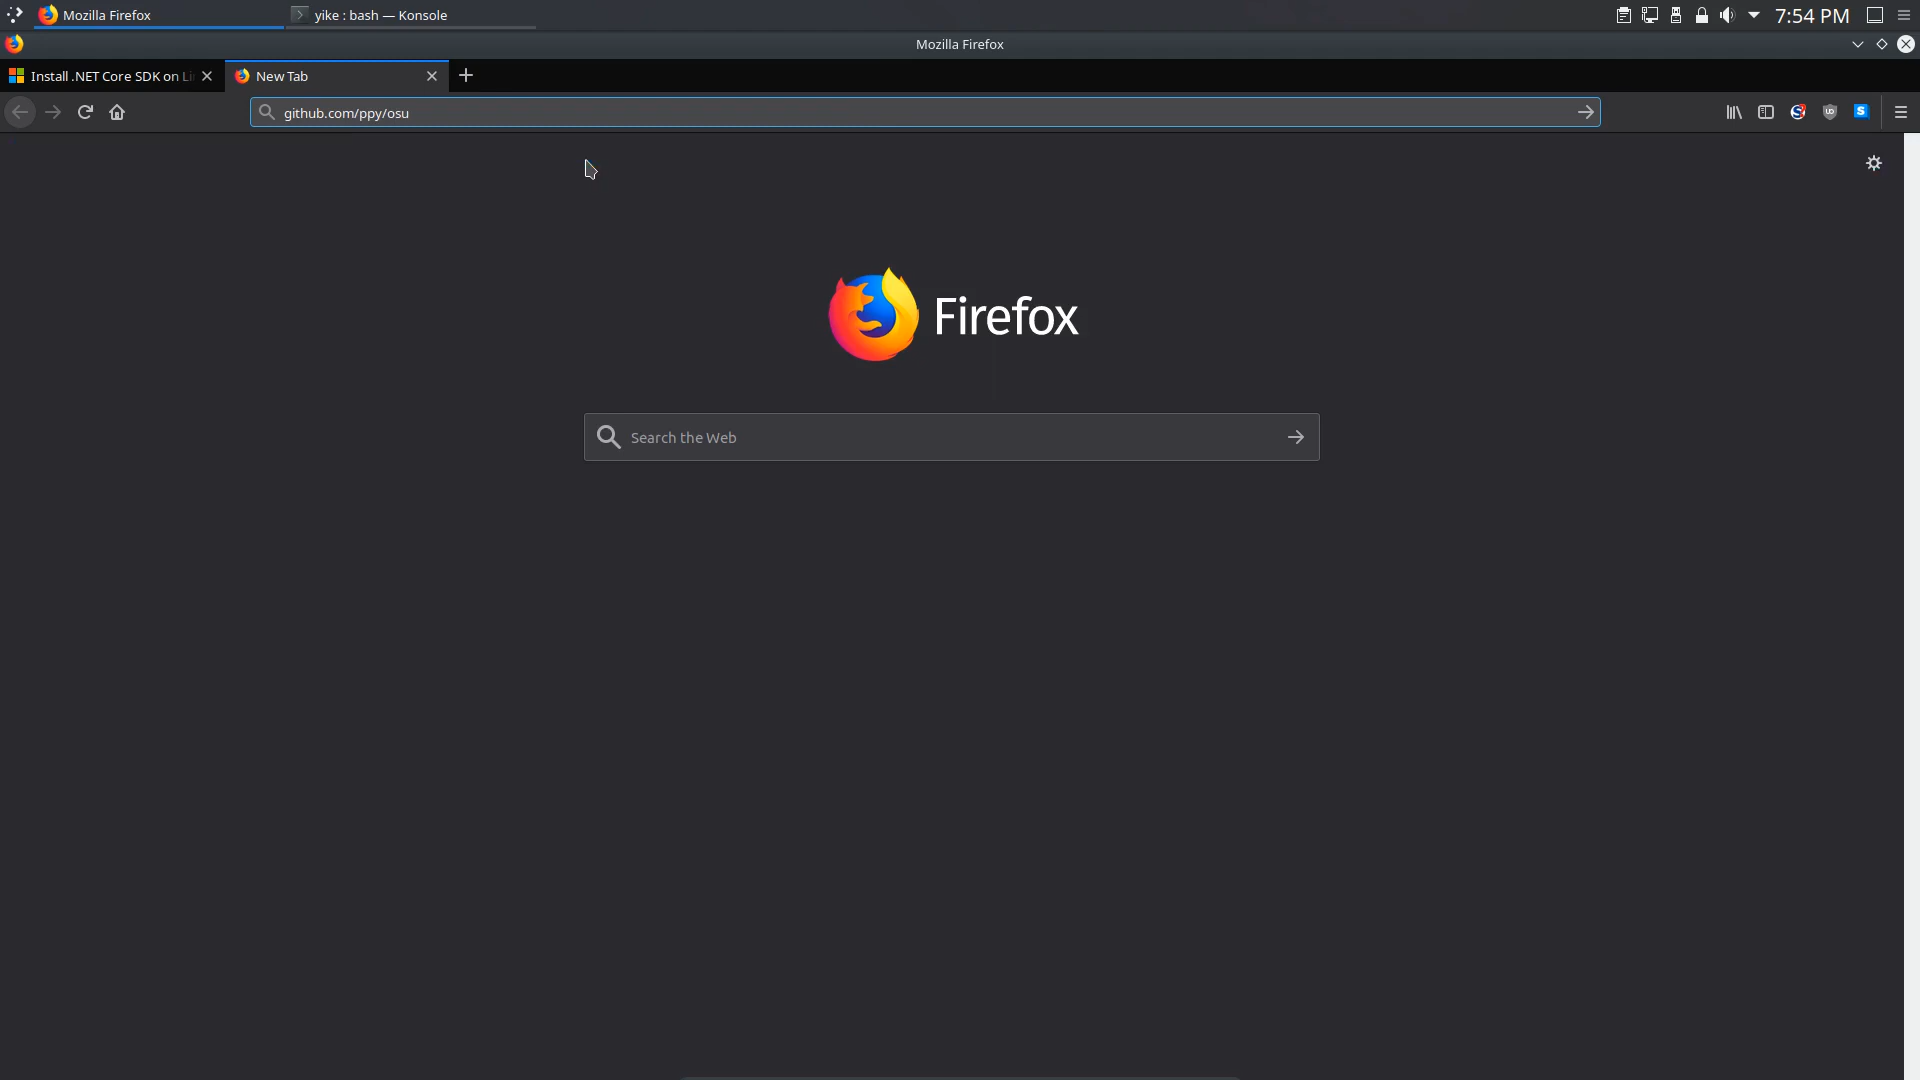 Mozilla Firefox
yike : bash — Konsole
7:54 PM
Mozilla Firefox
Install .NET Core SDK on Li
New Tab
github.com/ppy/osu
Firefox
Search the Web